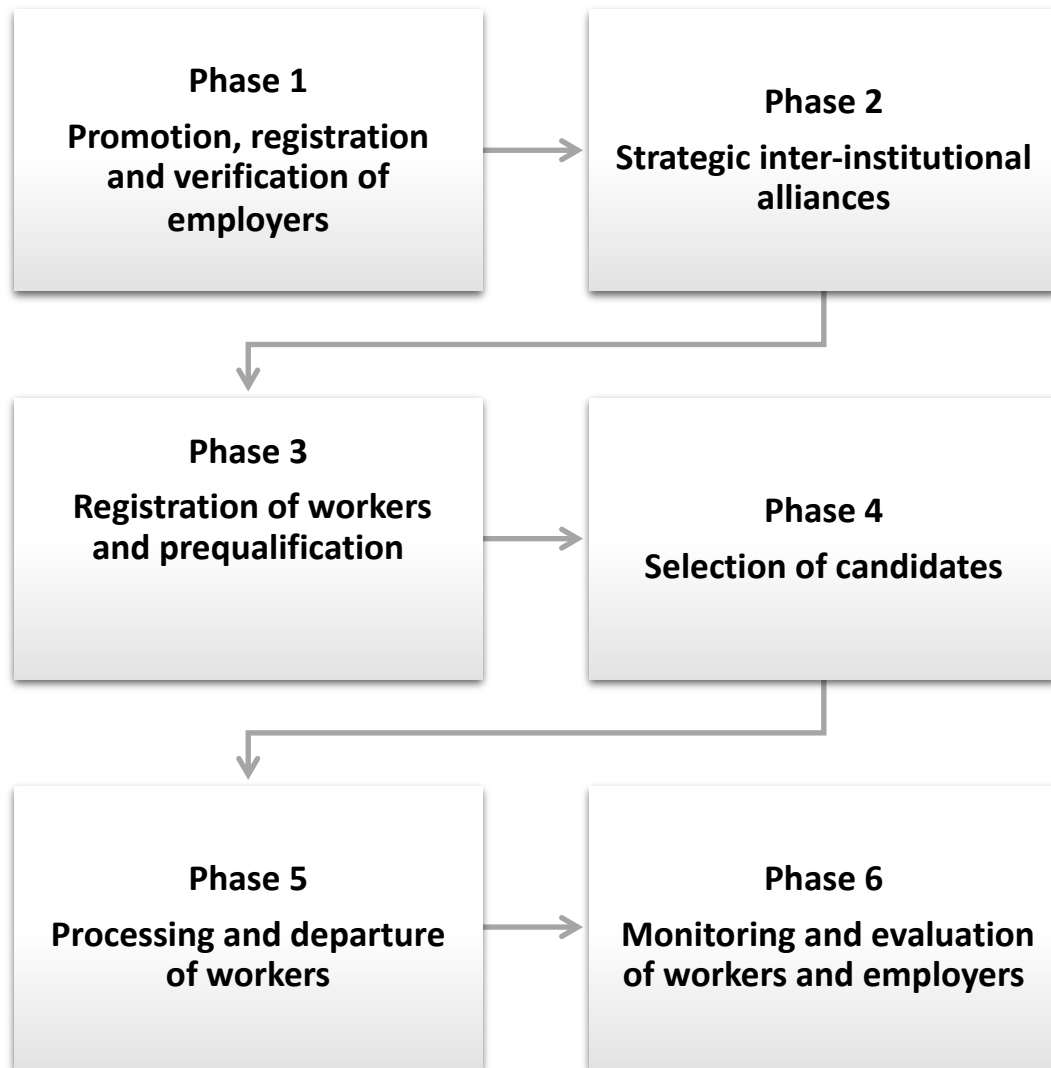 Phase 1
Promotion, registration
and verification of
employers
Phase 2
Strategic inter-institutional
alliances
Phase 3
Registration of workers
and prequalification
Phase 4
Selection of candidates
Phase 5
Processing and departure
of workers
Phase 6
Monitoring and evaluation
of workers and employers